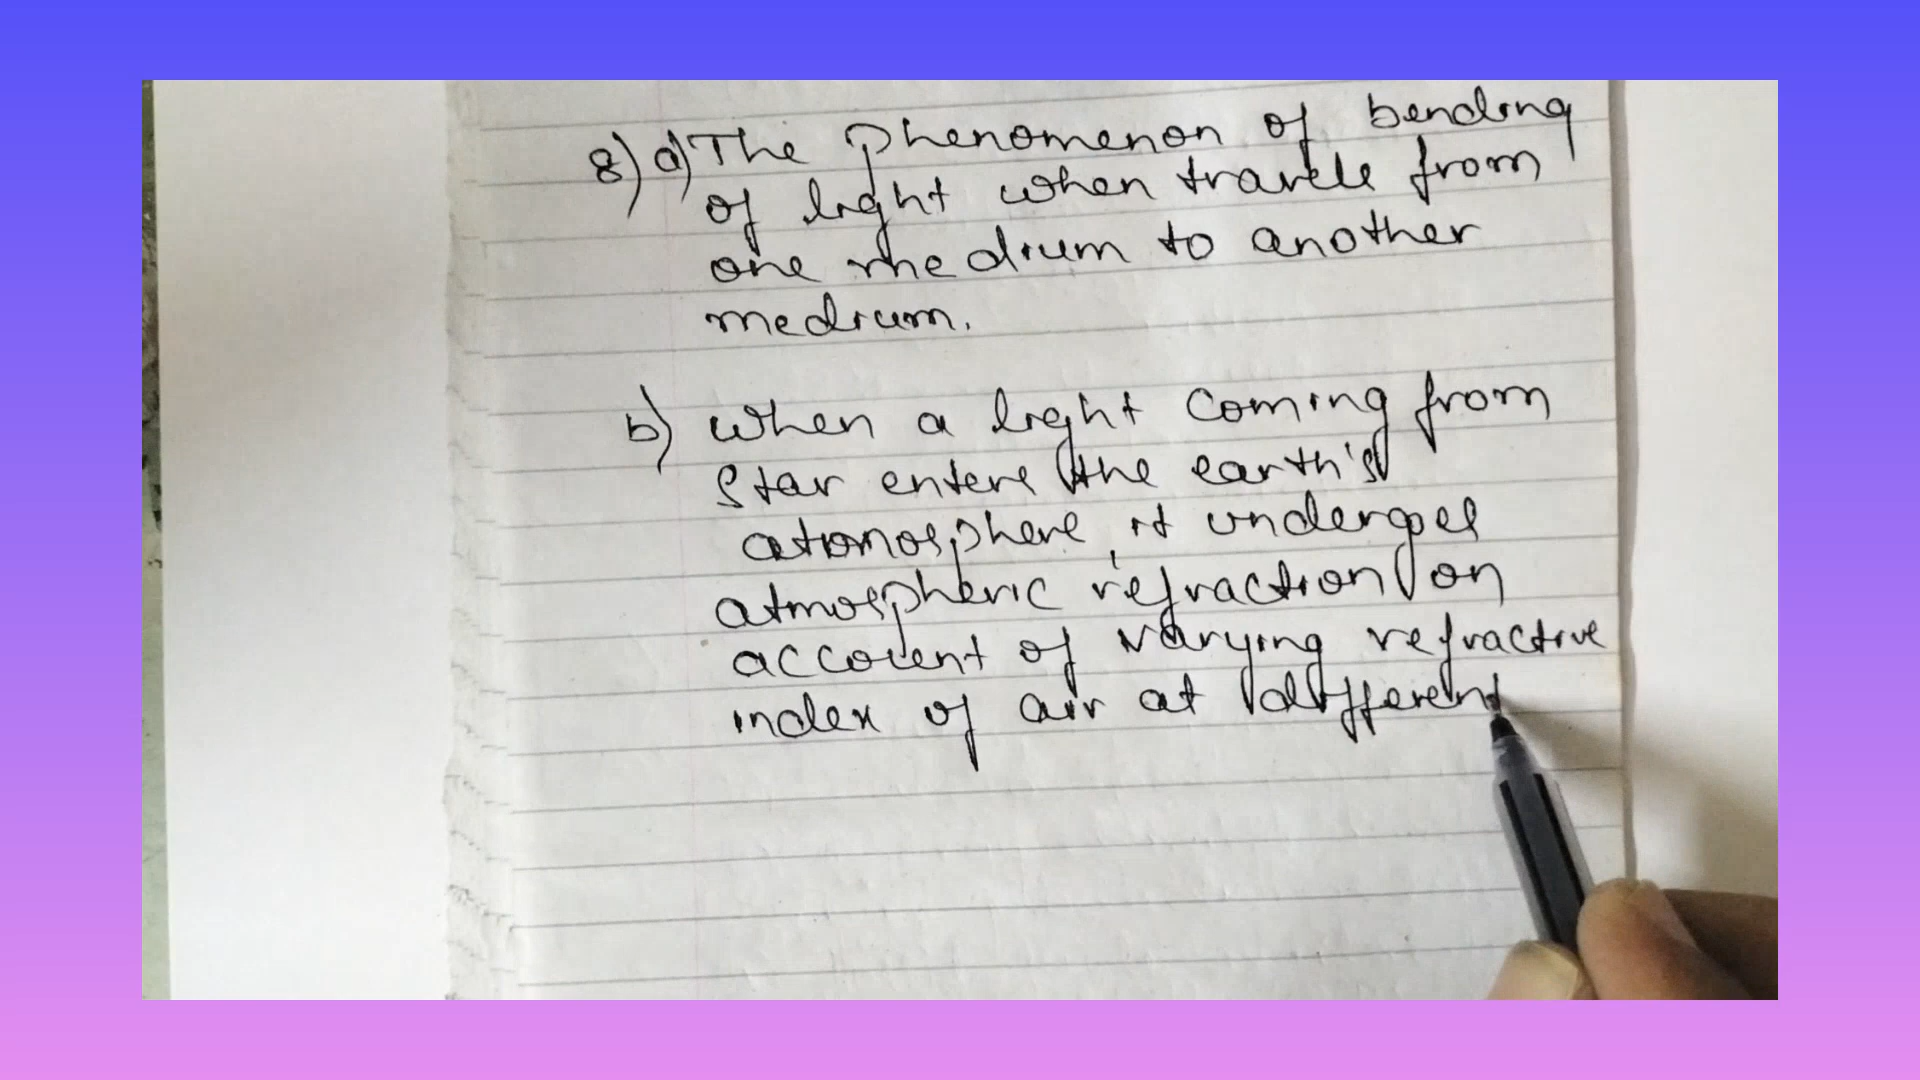 8) a) The phenomenon of bending
of light when travels from
one medium to another
medium.
b) when a light coming from
star enters the earth's
atmosphere, it undergoes
atmospheric refraction on
account of varying refractive
index of air at different